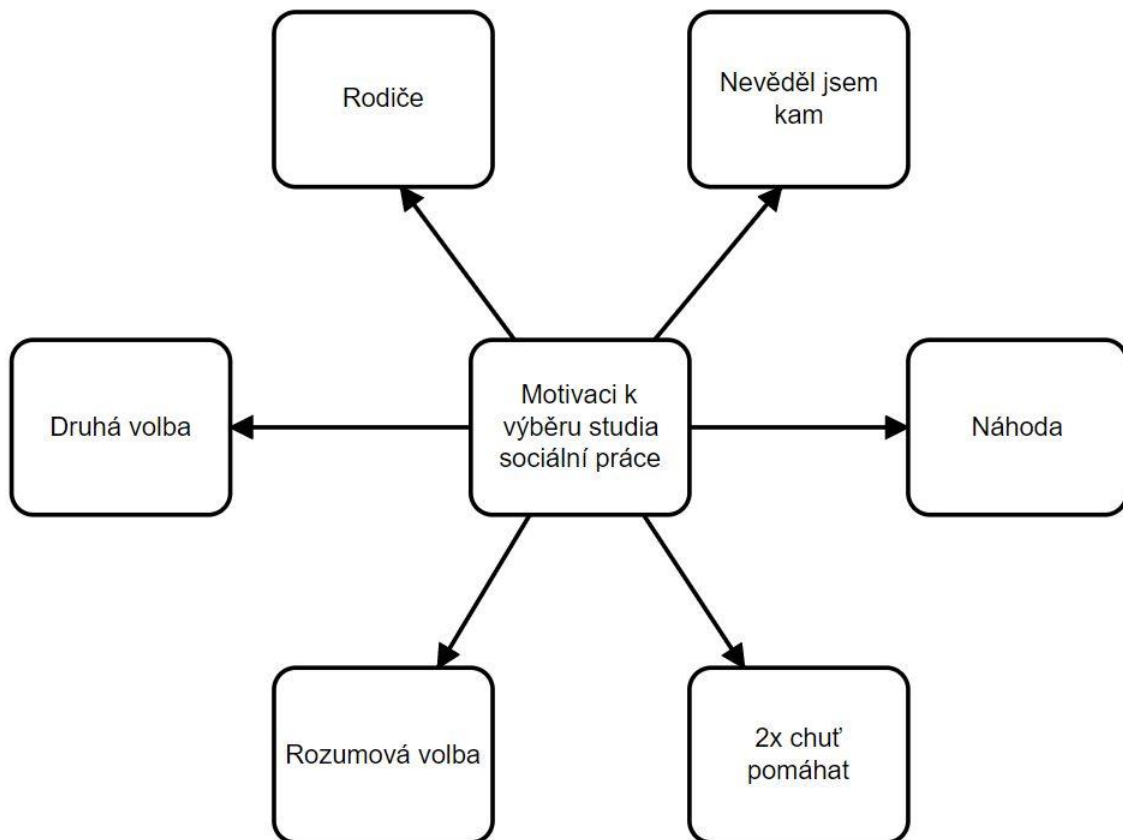 Rodiče
Nevěděl jsem
kam
Druhá volba
Motivaci k
výběru studia
sociální práce
Náhoda
Rozumová volba
2x chuť
pomáhat